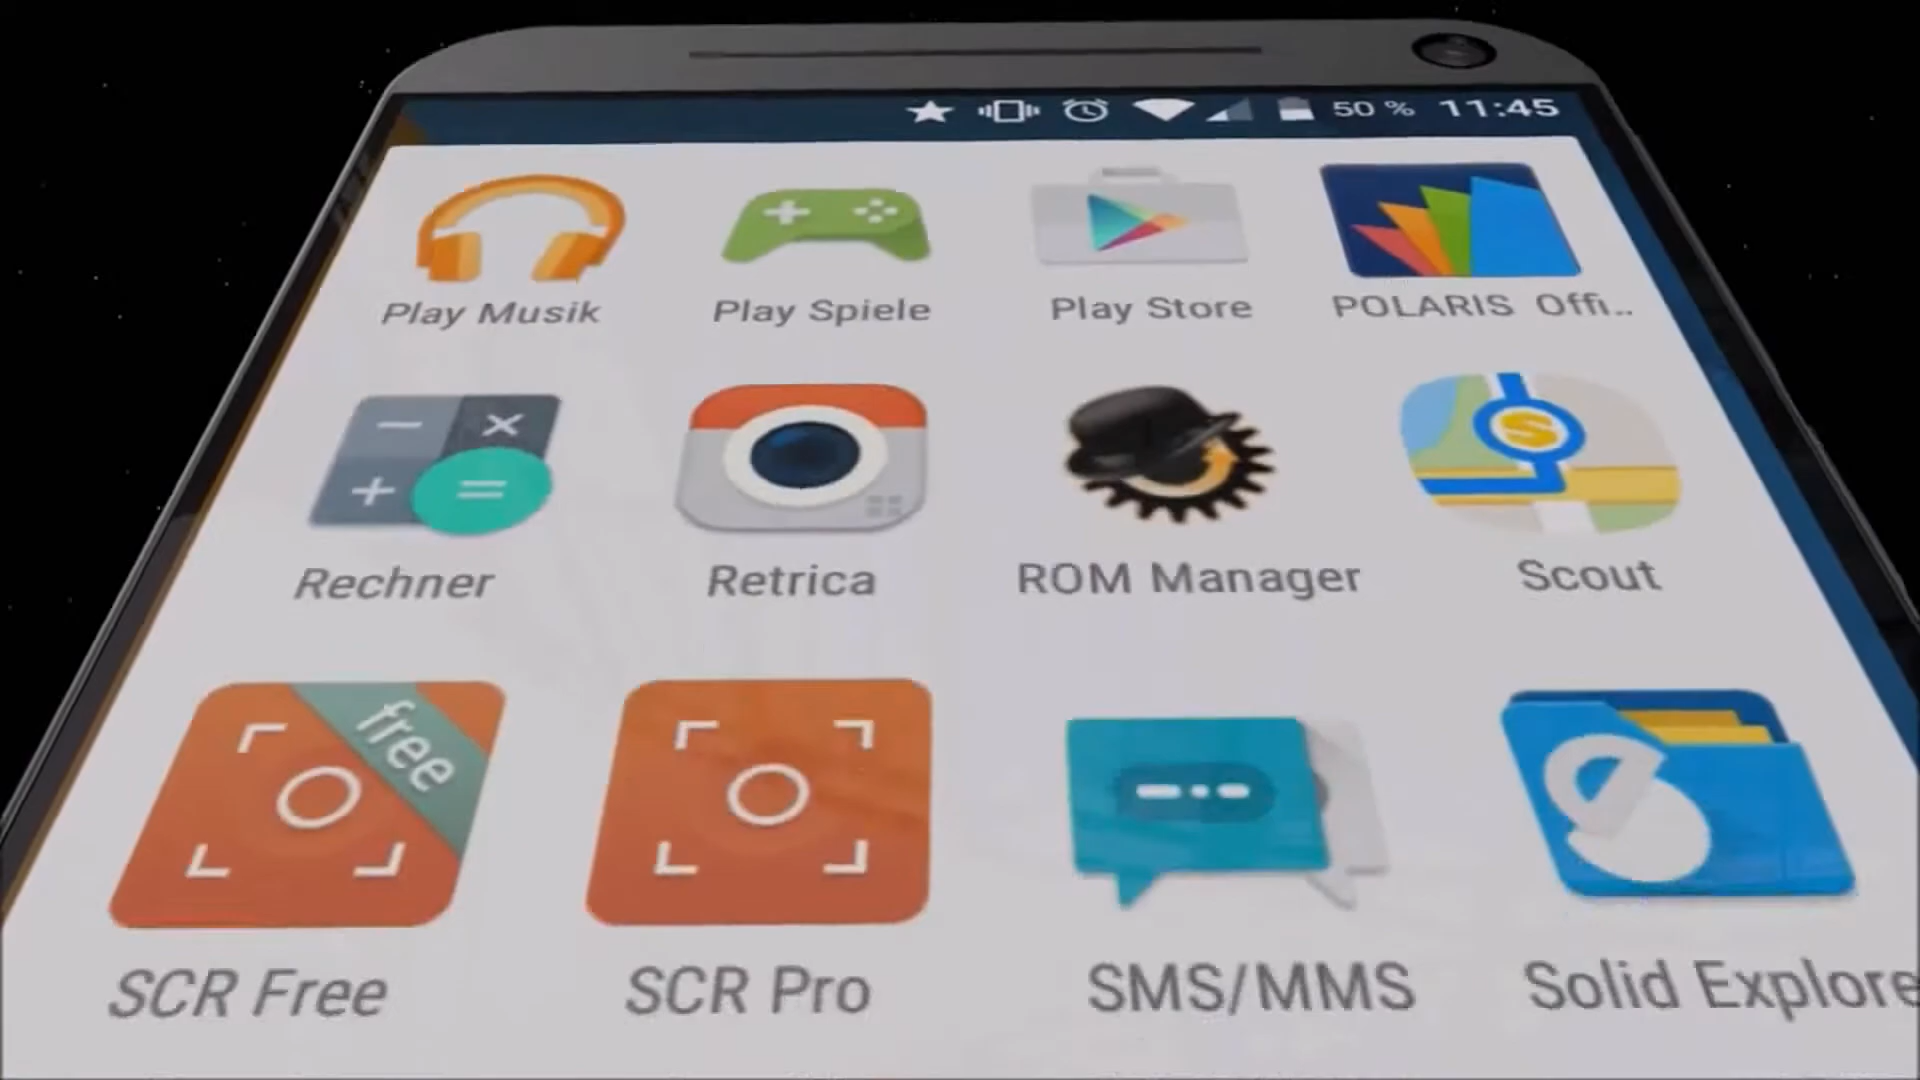 50 % 11:45
Play Musik
Play Spiele
Play Store
POLARIS Offi..
Rechner
Retrica
ROM Manager
Scout
free
SCR Free
SCR Pro
SMS/MMS
Solid Explore